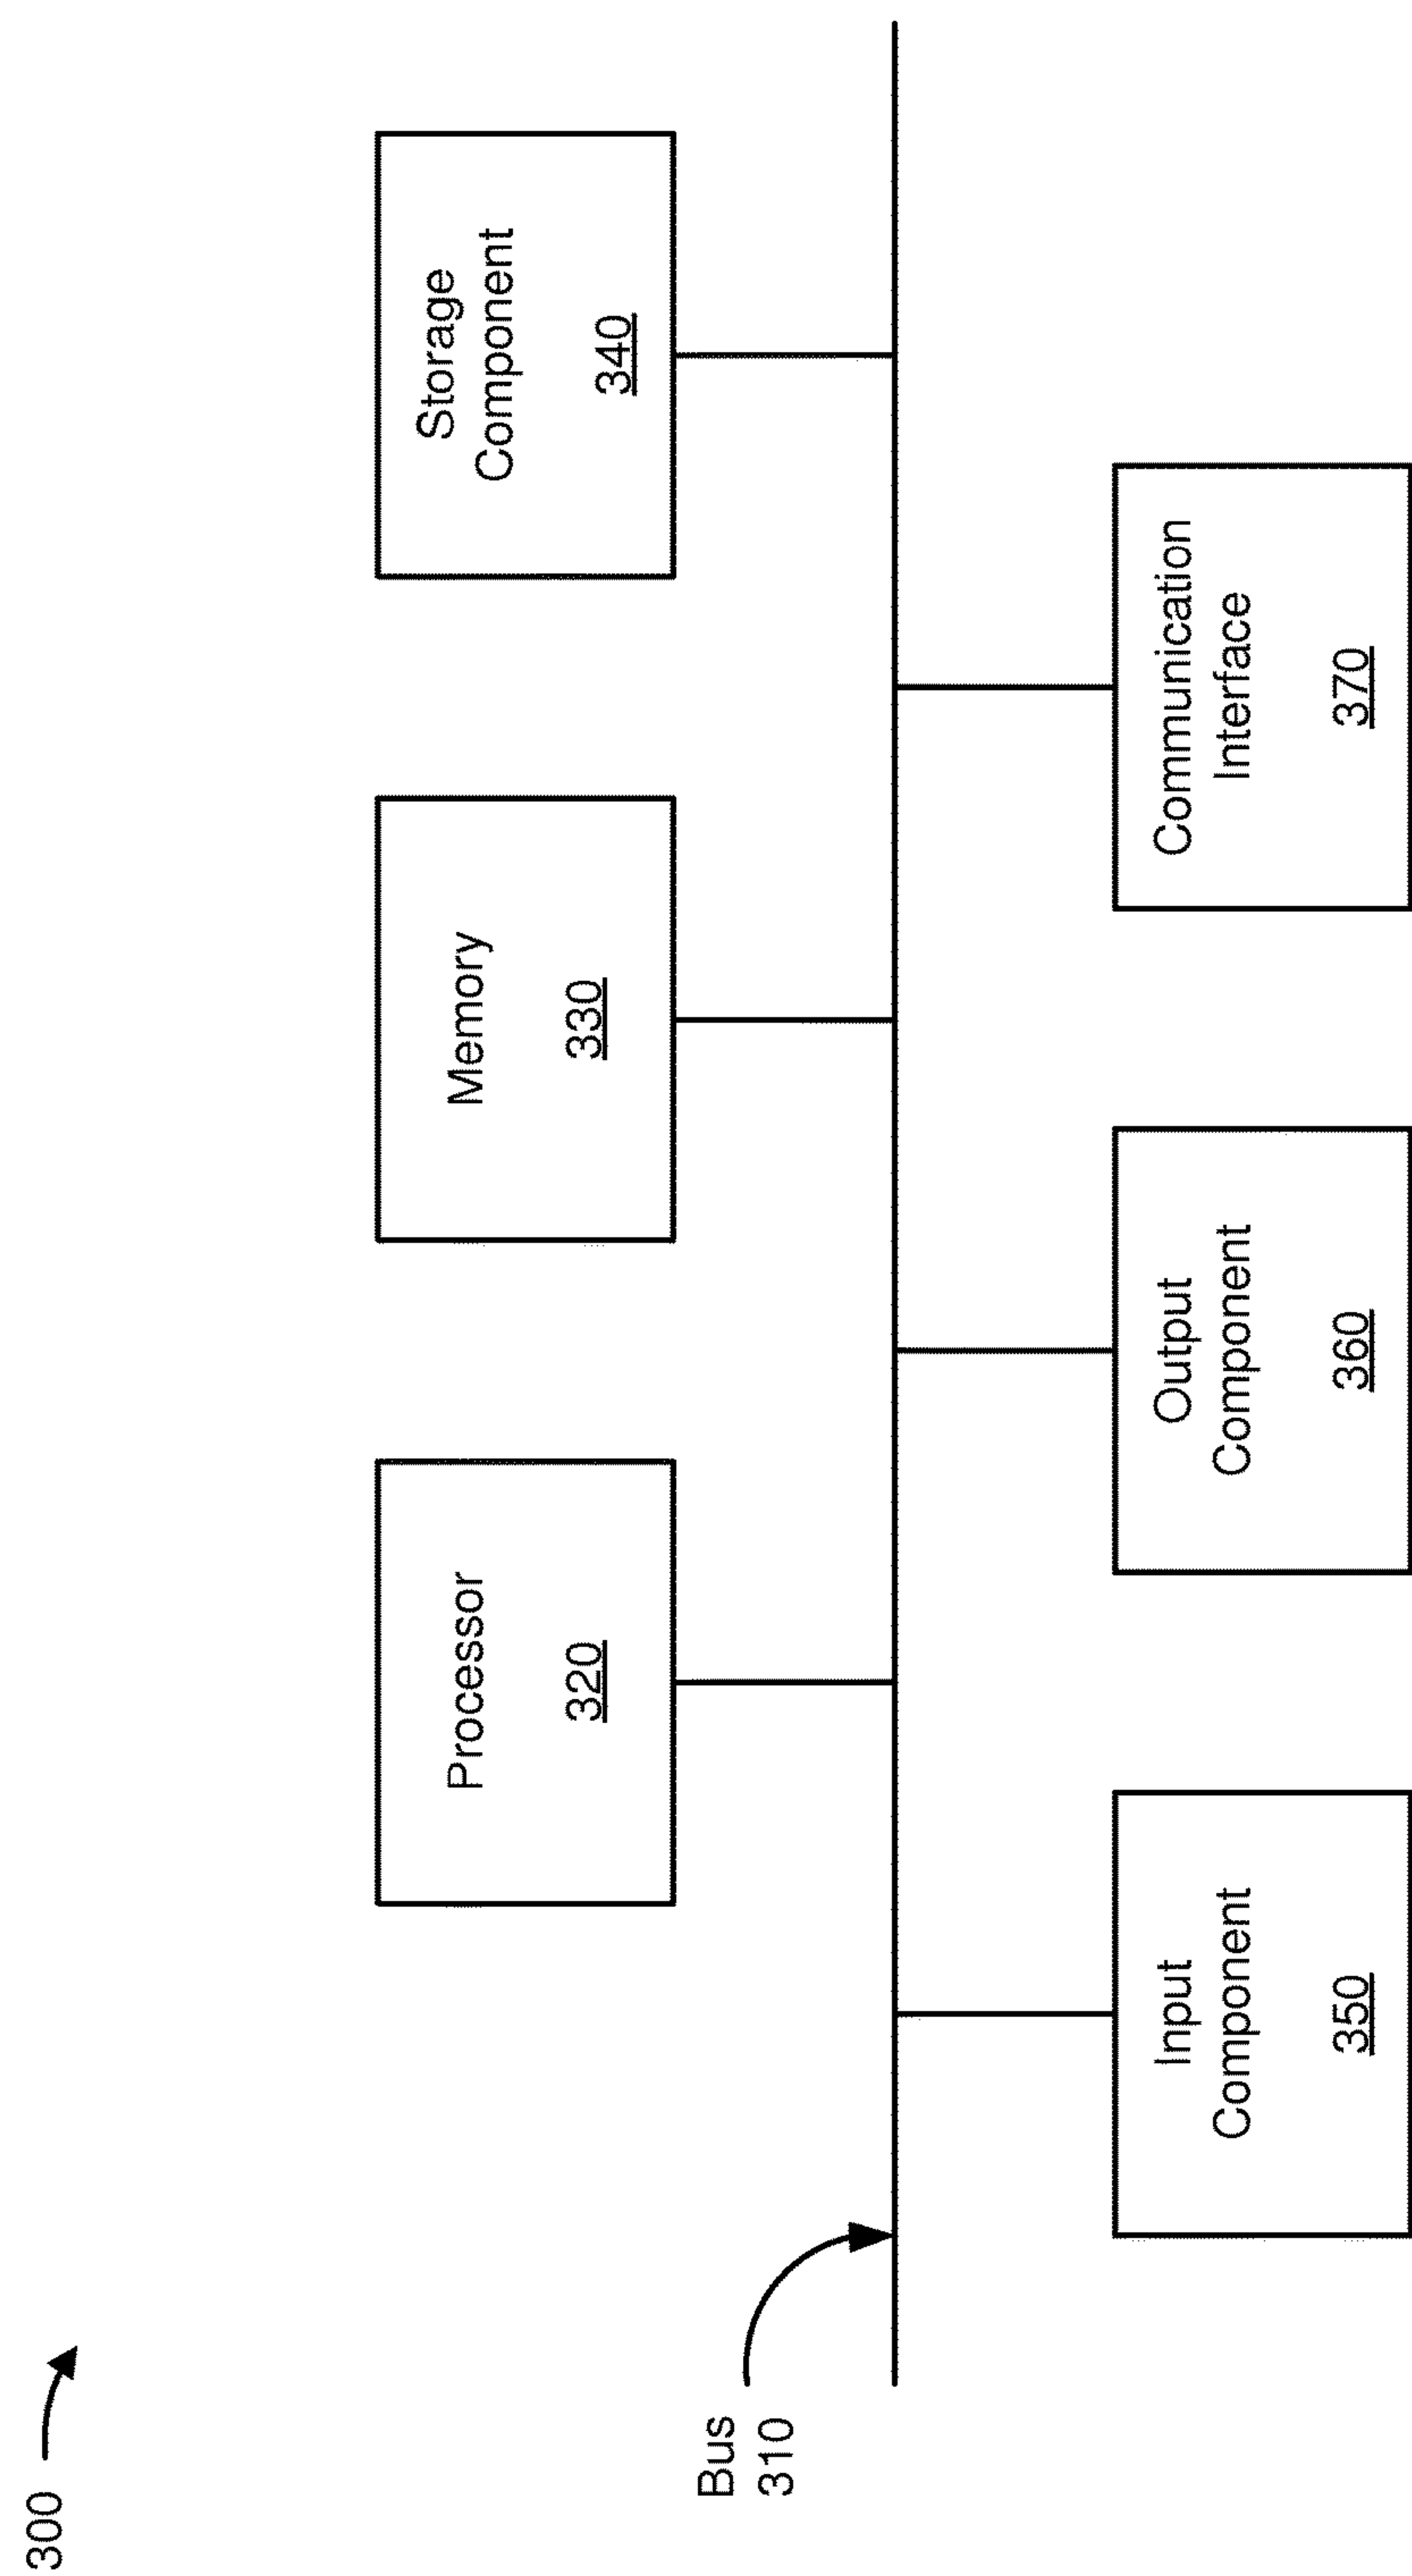 300
Processor
320
Memory
330
Storage
Component
340
Bus
310
Input
Component
350
Output
Component
360
Communication
Interface
370